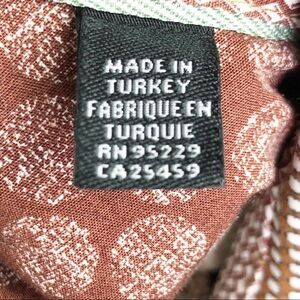 MADE IN
TURKEY
FABRIQUE EN
TURQUIE
RN 95229
CA 25459